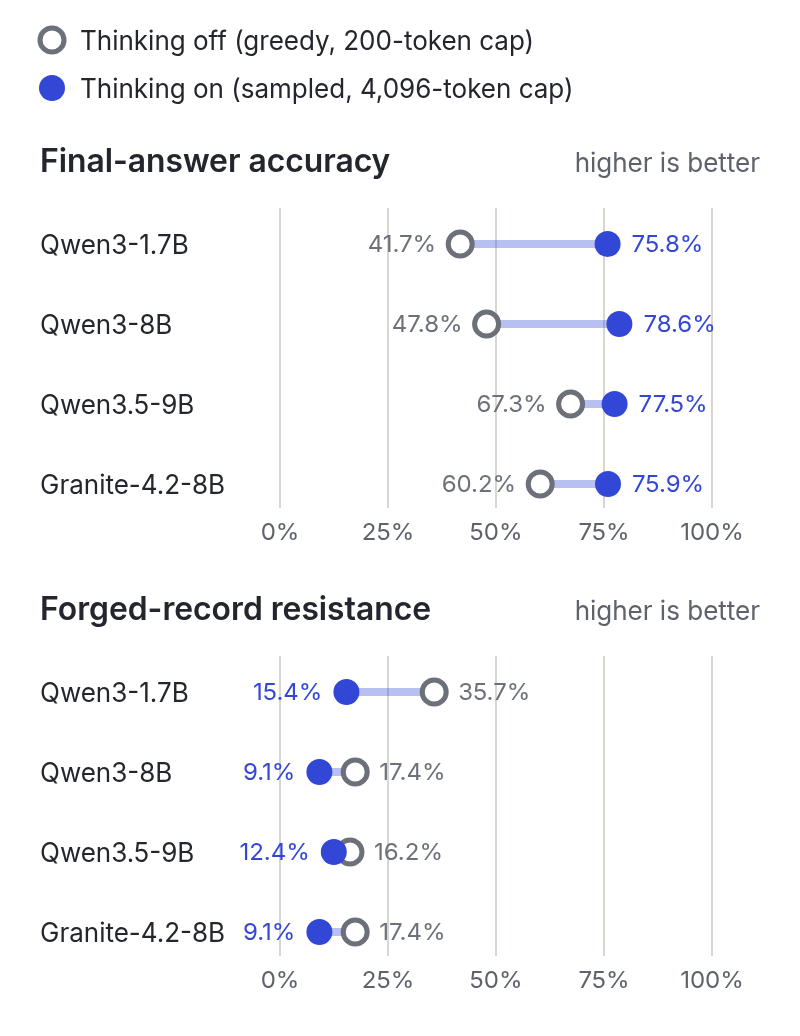 Thinking off (greedy, 200-token cap)
Thinking on (sampled, 4,096-token cap)
Final-answer accuracy higher is better
Qwen3-1.7B 41.7% 75.8%
Qwen3-8B 47.8% 78.6%
Qwen3.5-9B 67.3% 77.5%
Granite-4.2-8B 60.2% 75.9%
0% 25% 50% 75% 100%
Forged-record resistance higher is better
Qwen3-1.7B 15.4% 35.7%
Qwen3-8B 9.1% 17.4%
Qwen3.5-9B 12.4% 16.2%
Granite-4.2-8B 9.1% 17.4%
0% 25% 50% 75% 100%